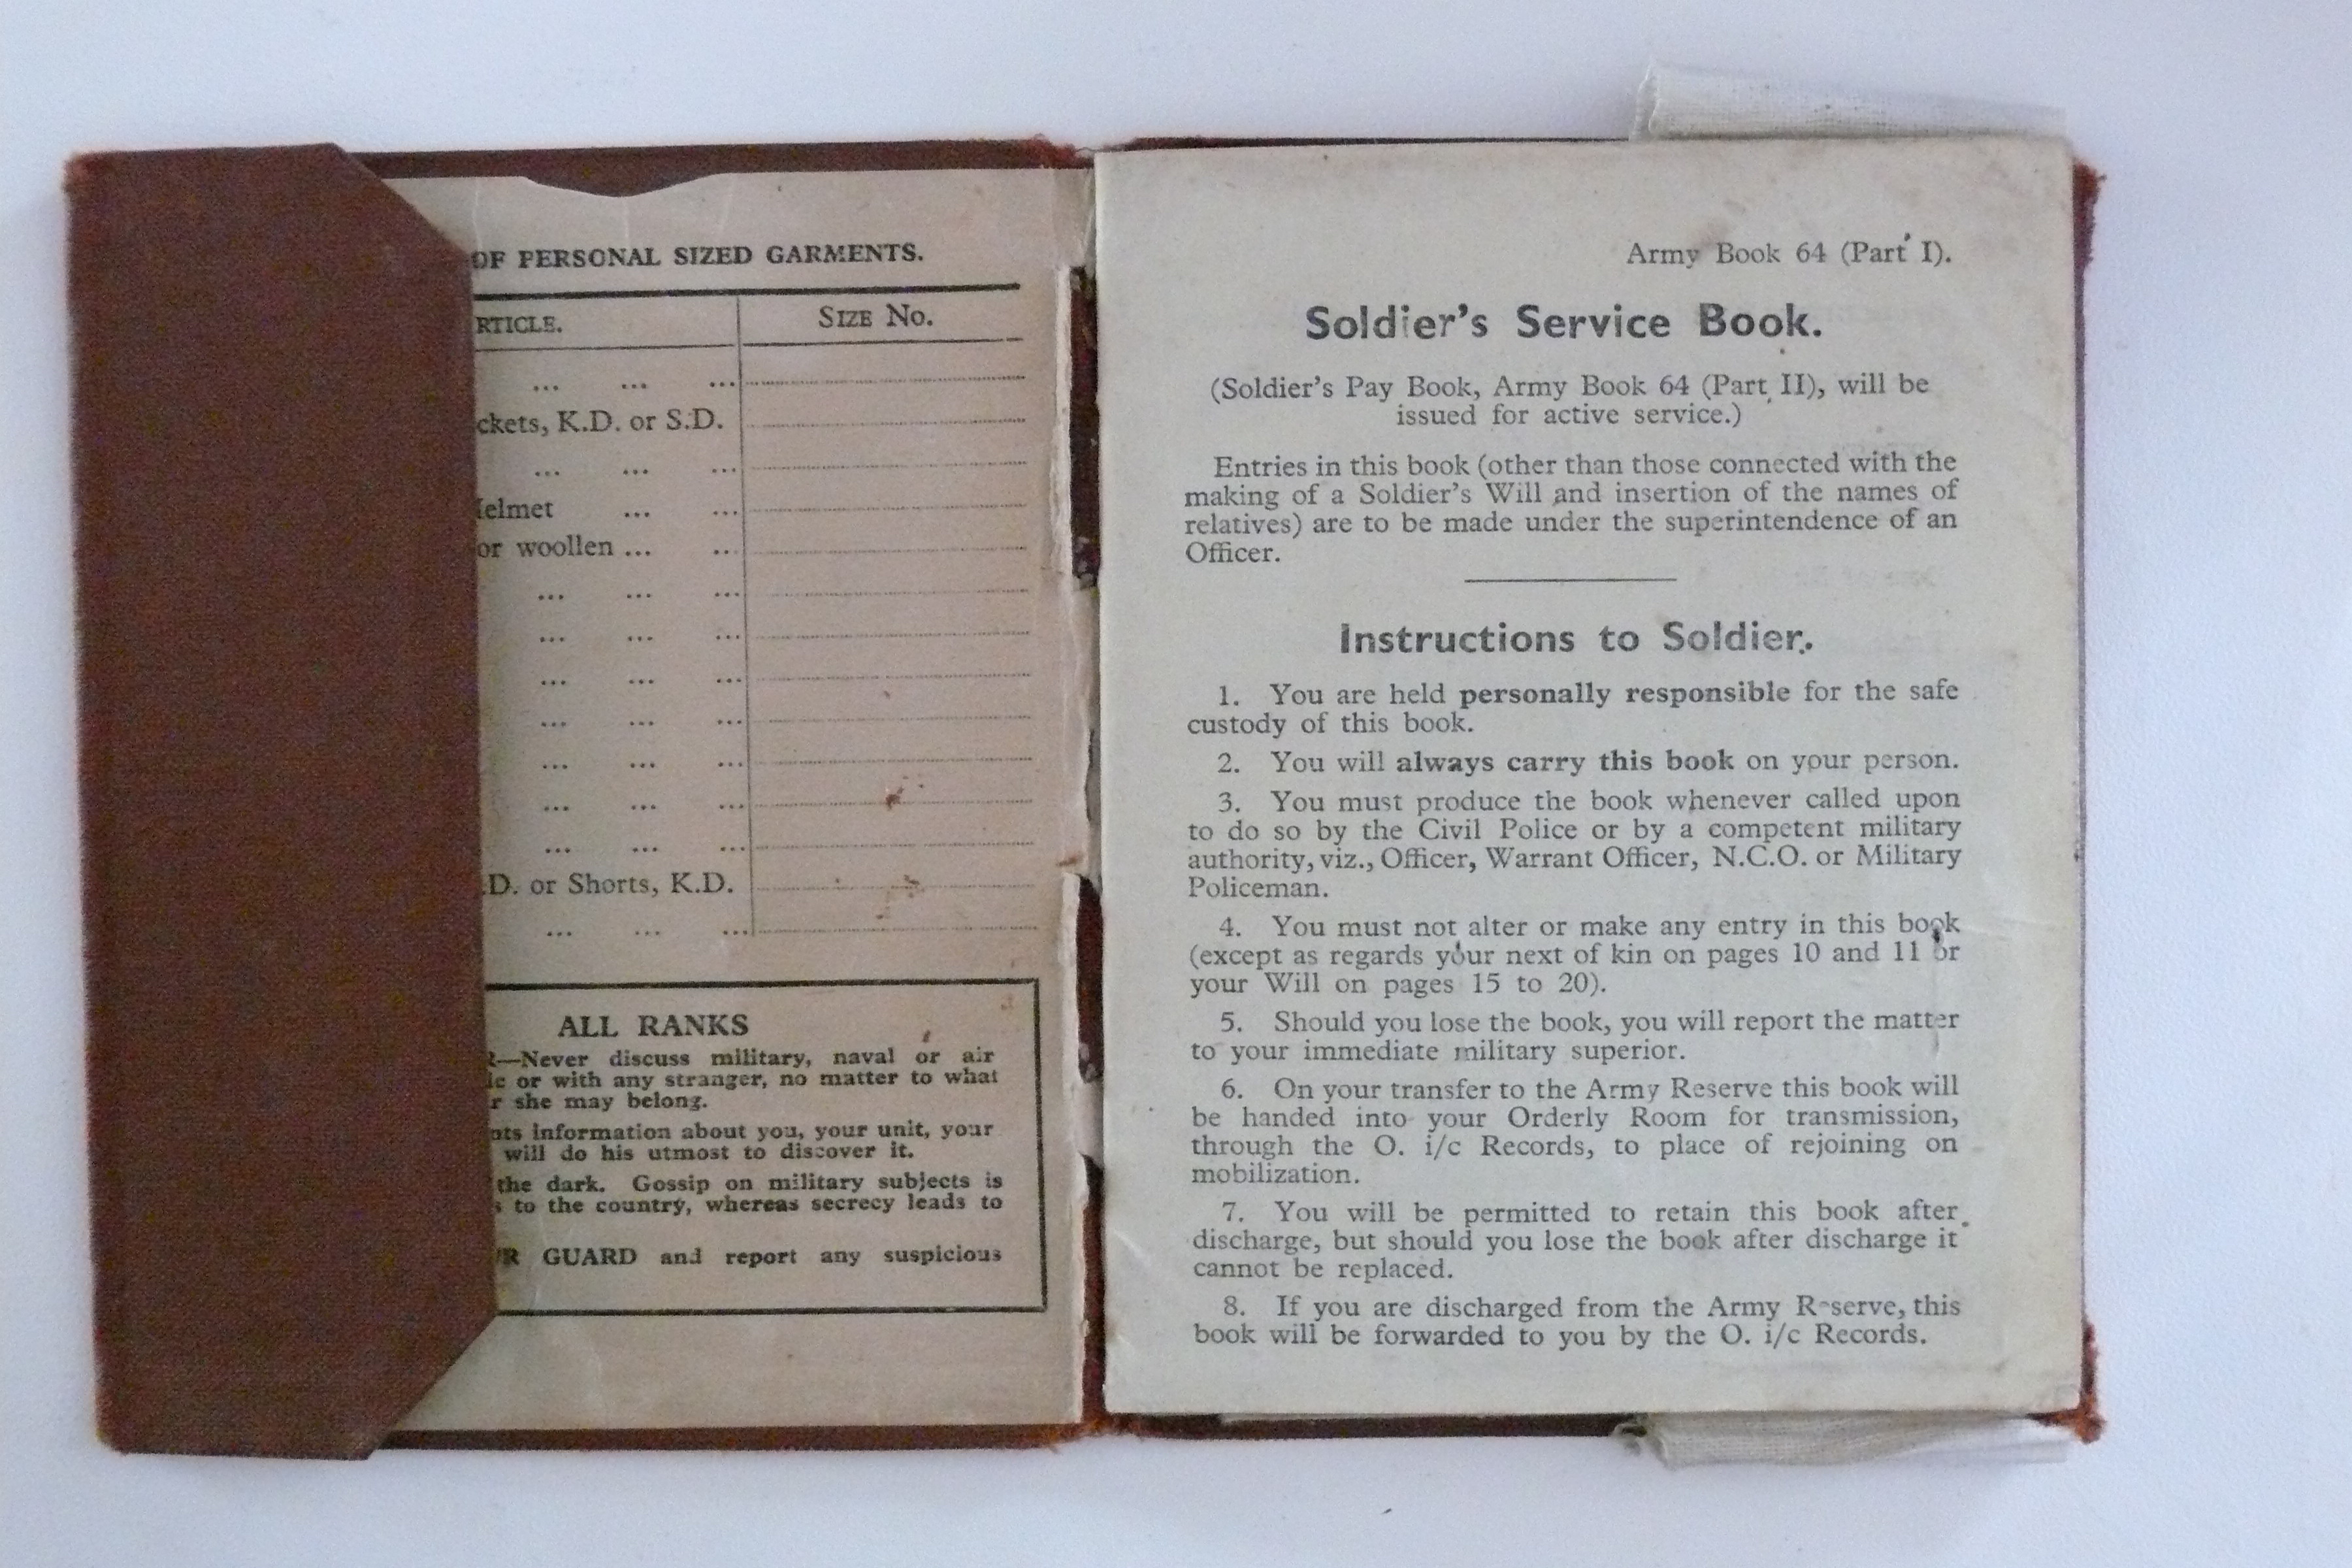 OF PERSONAL SIZED GARMENTS.
RTICLE. SIZE No.
... ... ...
ckets, K.D. or S.D.
... ... ...
Helmet ... ...
or woollen ... ...
... ... ...
... ... ...
... ... ...
... ... ...
... ... ...
... ... ...
... ... ...
.D. or Shorts, K.D.
... ... ...
ALL RANKS
R—Never discuss military, naval or air
ic or with any stranger, no matter to what
r she may belong.
nts information about you, your unit, your
will do his utmost to discover it.
the dark. Gossip on military subjects is
s to the country, whereas secrecy leads to
UR GUARD and report any suspicious
Army Book 64 (Part I).
Soldier's Service Book.
(Soldier's Pay Book, Army Book 64 (Part II), will be
issued for active service.)
Entries in this book (other than those connected with the
making of a Soldier's Will and insertion of the names of
relatives) are to be made under the superintendence of an
Officer.
Instructions to Soldier.
1. You are held personally responsible for the safe
custody of this book.
2. You will always carry this book on your person.
3. You must produce the book whenever called upon
to do so by the Civil Police or by a competent military
authority, viz., Officer, Warrant Officer, N.C.O. or Military
Policeman.
4. You must not alter or make any entry in this book
(except as regards your next of kin on pages 10 and 11 or
your Will on pages 15 to 20).
5. Should you lose the book, you will report the matter
to your immediate military superior.
6. On your transfer to the Army Reserve this book will
be handed into your Orderly Room for transmission,
through the O. i/c Records, to place of rejoining on
mobilization.
7. You will be permitted to retain this book after
discharge, but should you lose the book after discharge it
cannot be replaced.
8. If you are discharged from the Army Reserve, this
book will be forwarded to you by the O. i/c Records.